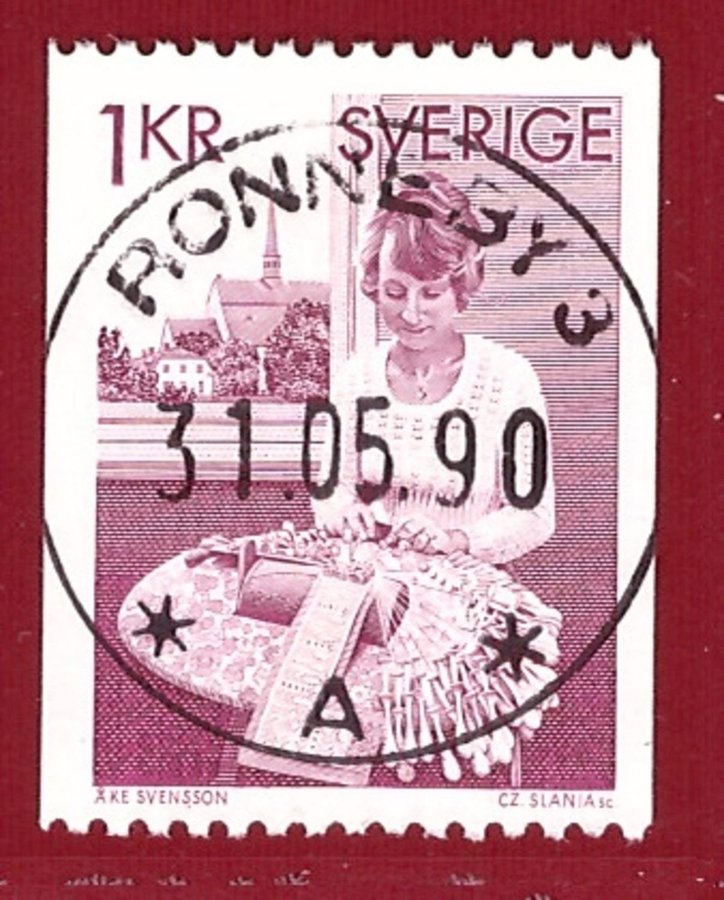 1KR SVERIGE
RONNEBY 3
31.05.90
A
ÅKE SVENSSON CZ. SLANIA sc.